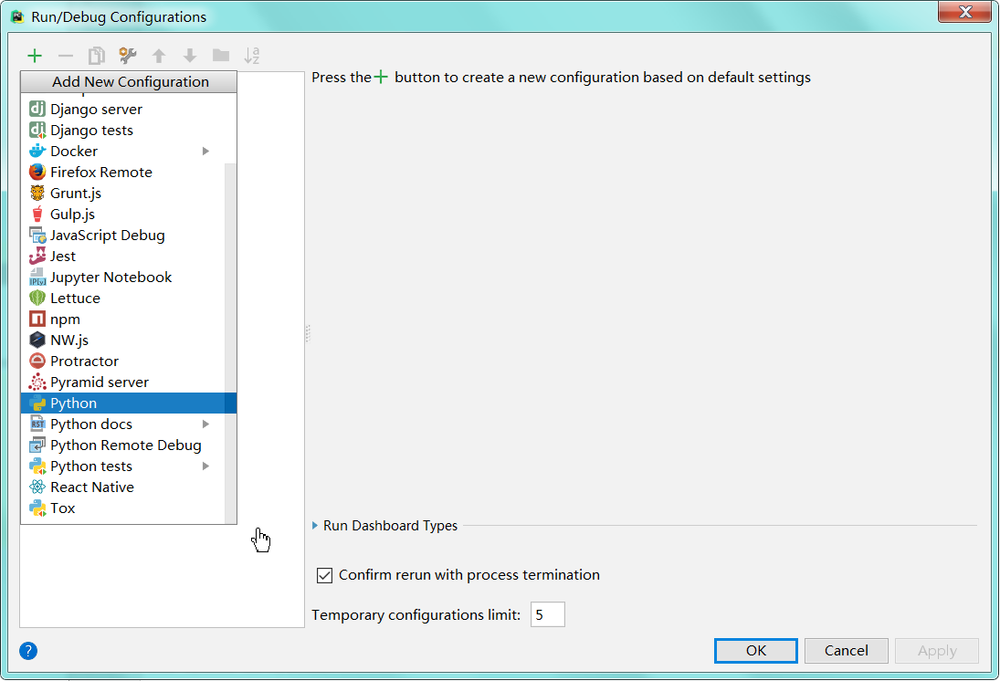 Run/Debug Configurations
Press the + button to create a new configuration based on default settings
Add New Configuration
Django server
Django tests
Docker
Firefox Remote
Grunt.js
Gulp.js
JavaScript Debug
Jest
Jupyter Notebook
Lettuce
npm
NW.js
Protractor
Pyramid server
Python
Python docs
Python Remote Debug
Python tests
React Native
Tox
Run Dashboard Types
Confirm rerun with process termination
Temporary configurations limit: 5
? OK Cancel Apply